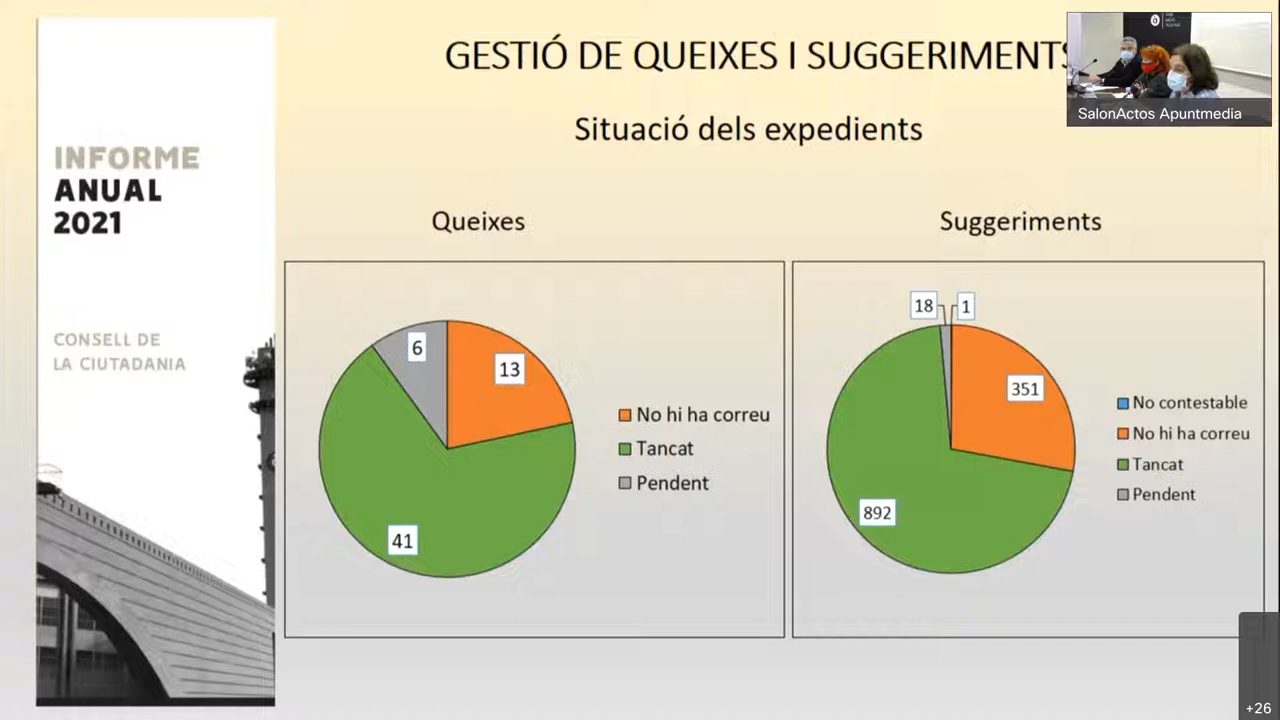 GESTIÓ DE QUEIXES I SUGGERIMENTS
SalonActos Apuntmedia
Situació dels expedients
INFORME
ANUAL
2021
CONSELL DE
LA CIUTADANIA
Queixes
6
13
41
No hi ha correu
Tancat
Pendent
Suggeriments
18
1
351
892
No contestable
No hi ha correu
Tancat
Pendent
+26